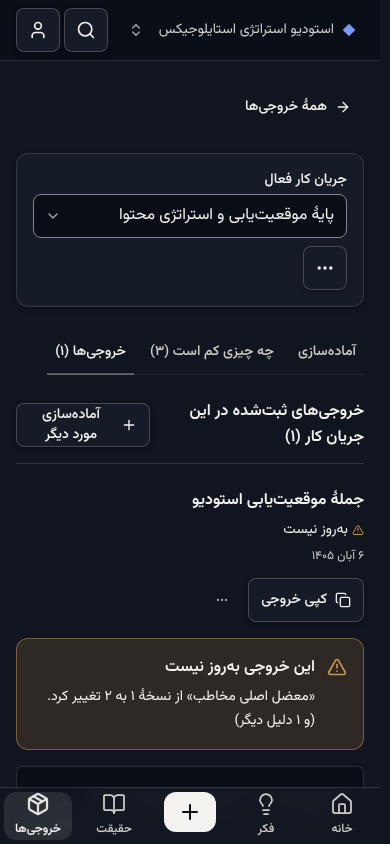 استودیو استراتژی استایلوجیکس
همهٔ خروجی‌ها
جریان کار فعال
پایهٔ موقعیت‌یابی و استراتژی محتوا
آماده‌سازی
چه چیزی کم است (۳)
خروجی‌ها (۱)
خروجی‌های ثبت‌شده در این
جریان کار (۱)
آماده‌سازی
مورد دیگر
جملهٔ موقعیت‌یابی استودیو
به‌روز نیست
۶ آبان ۱۴۰۵
کپی خروجی
این خروجی به‌روز نیست
«معضل اصلی مخاطب» از نسخهٔ ۱ به ۲ تغییر کرد.
(و ۱ دلیل دیگر)
خانه
فکر
حقیقت
خروجی‌ها